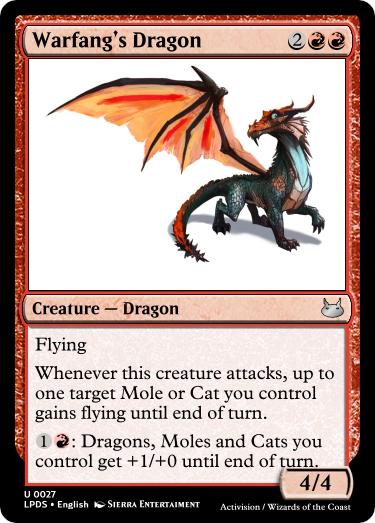 Warfang's Dragon 2
Creature — Dragon
Flying
Whenever this creature attacks, up to
one target Mole or Cat you control
gains flying until end of turn.
1 : Dragons, Moles and Cats you
control get +1/+0 until end of turn.
4/4
U 0027
LPDS • English Sierra Entertaiment
Activision / Wizards of the Coast